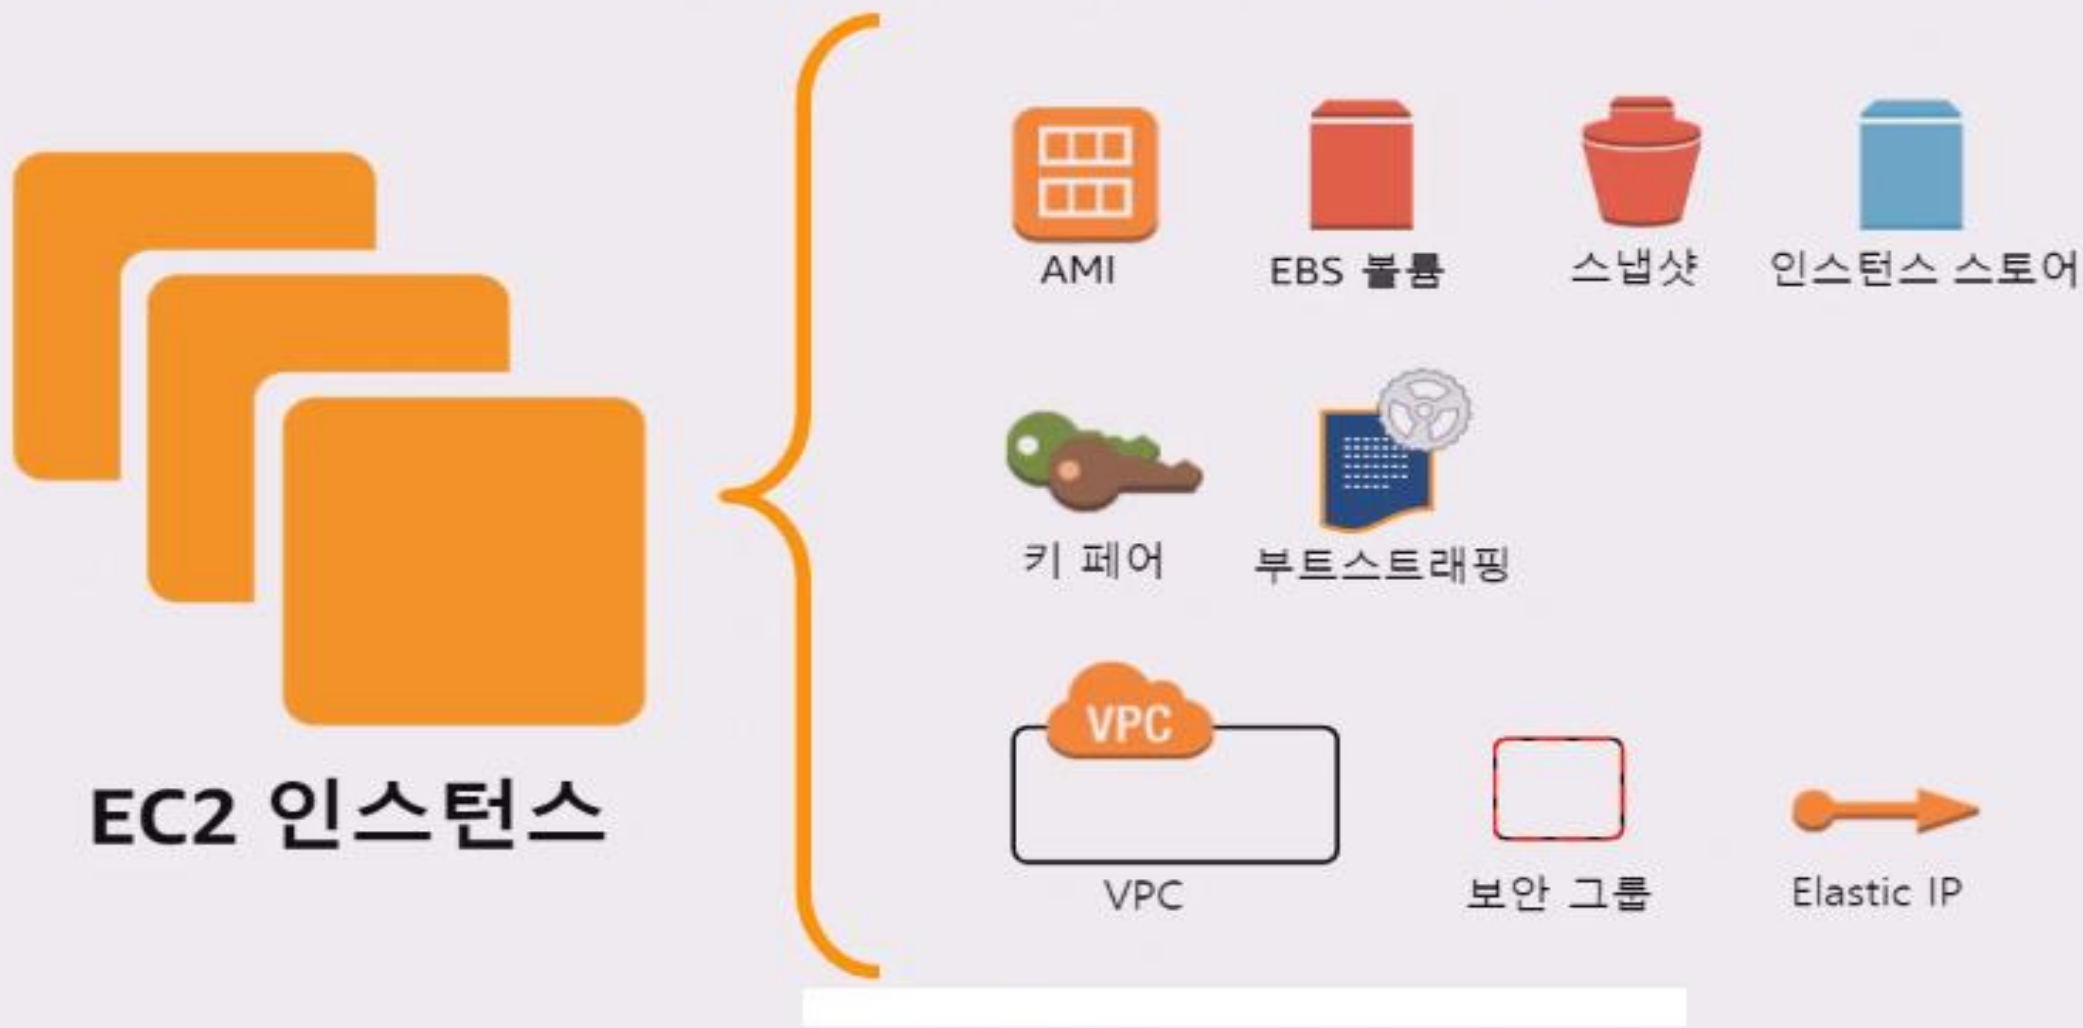 AMI
EBS 볼륨
스냅샷
인스턴스 스토어
키 페어
부트스트래핑
EC2 인스턴스
VPC
VPC
보안 그룹
Elastic IP